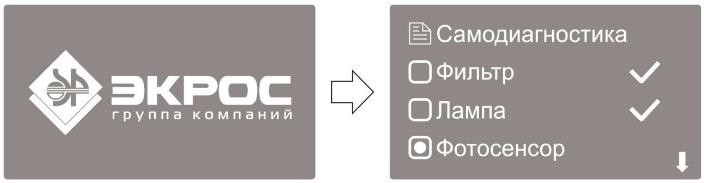 ЭКРОС
группа компаний
Самодиагностика
Фильтр
Лампа
Фотосенсор